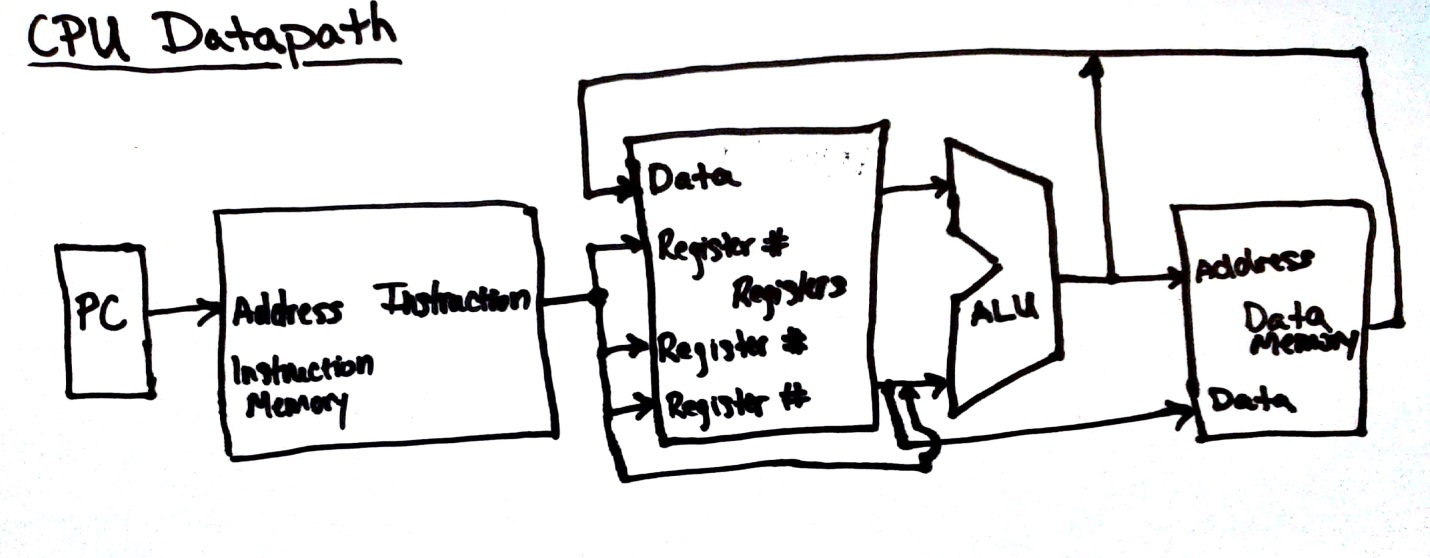 CPU Datapath
PC
Address
Instruction
Instruction
Memory
Data
Register #
Registers
Register #
Register #
ALU
Address
Data
Memory
Data